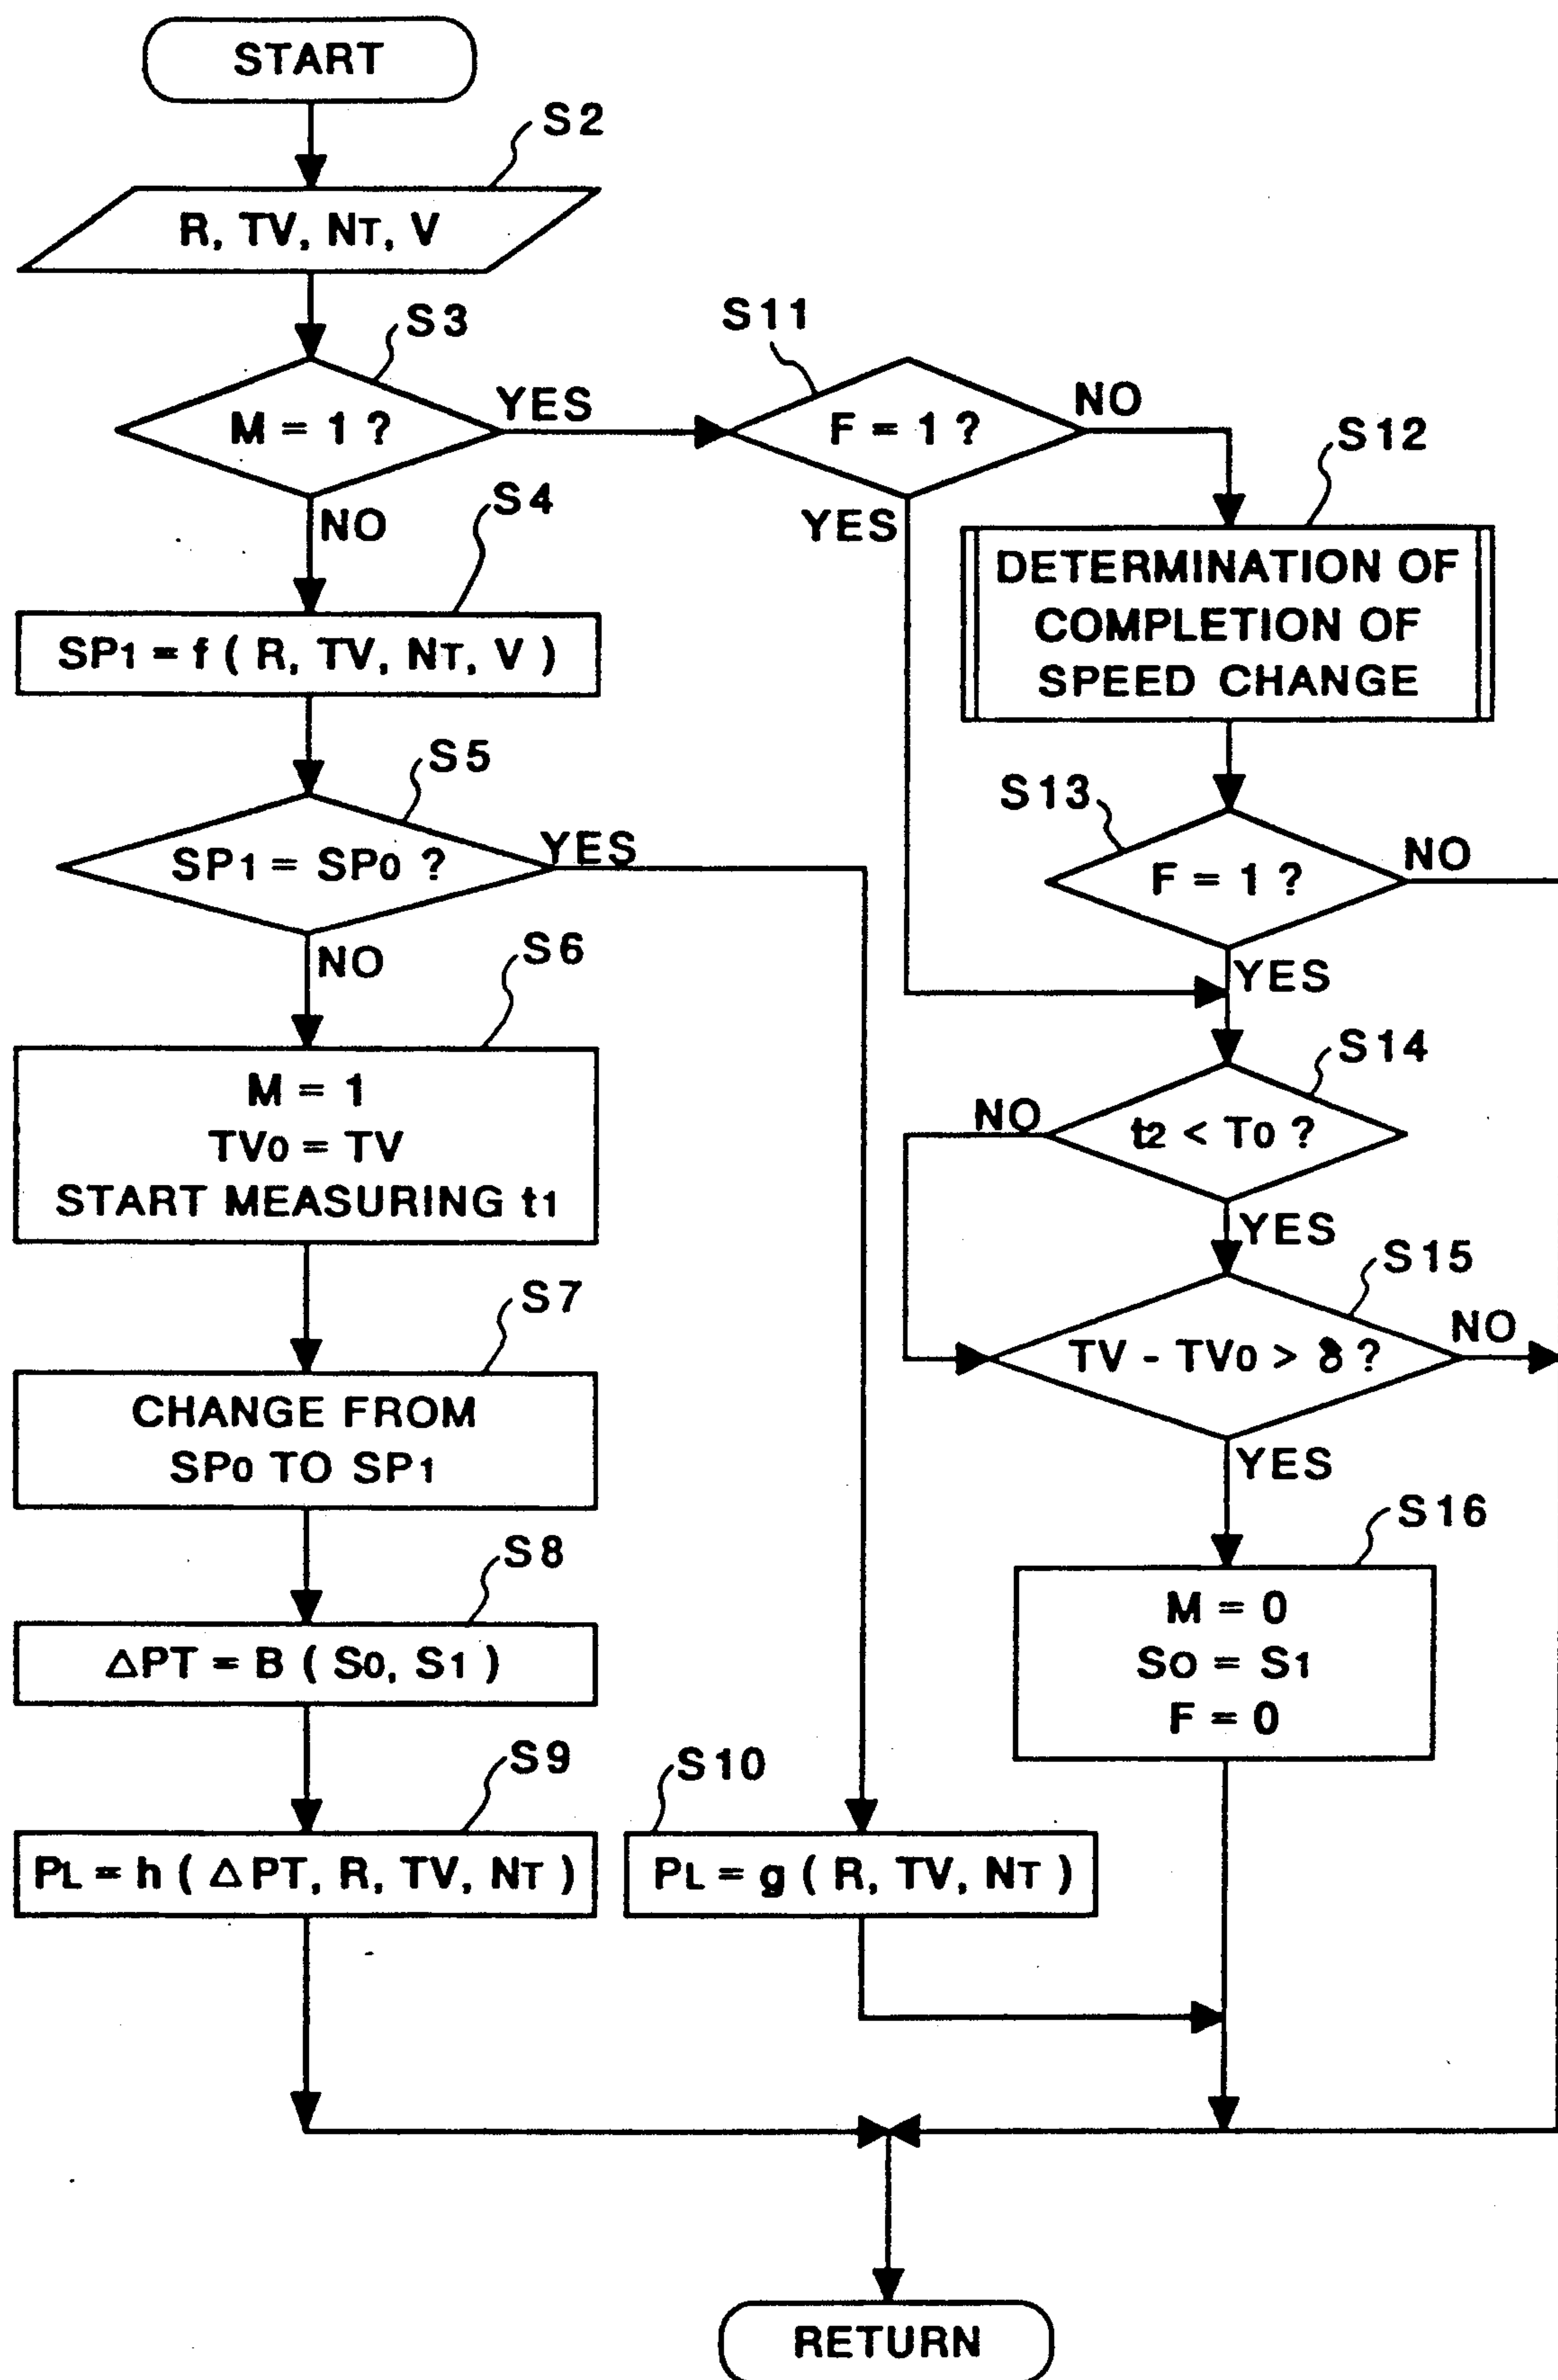 START
S2
R, TV, NT, V
S3
M = 1 ?
YES
NO
S11
F = 1 ?
NO
YES
S12
DETERMINATION OF
COMPLETION OF
SPEED CHANGE
S4
SP1 = f ( R, TV, NT, V )
S5
SP1 = SP0 ?
YES
NO
S13
F = 1 ?
NO
YES
S6
M = 1
TV0 = TV
START MEASURING t1
S14
t2 < T0 ?
NO
YES
S7
CHANGE FROM
SP0 TO SP1
S15
TV - TV0 > δ ?
NO
YES
S8
△PT = B ( S0, S1 )
S16
M = 0
S0 = S1
F = 0
S9
PL = h ( △PT, R, TV, NT )
S10
PL = g ( R, TV, NT )
RETURN